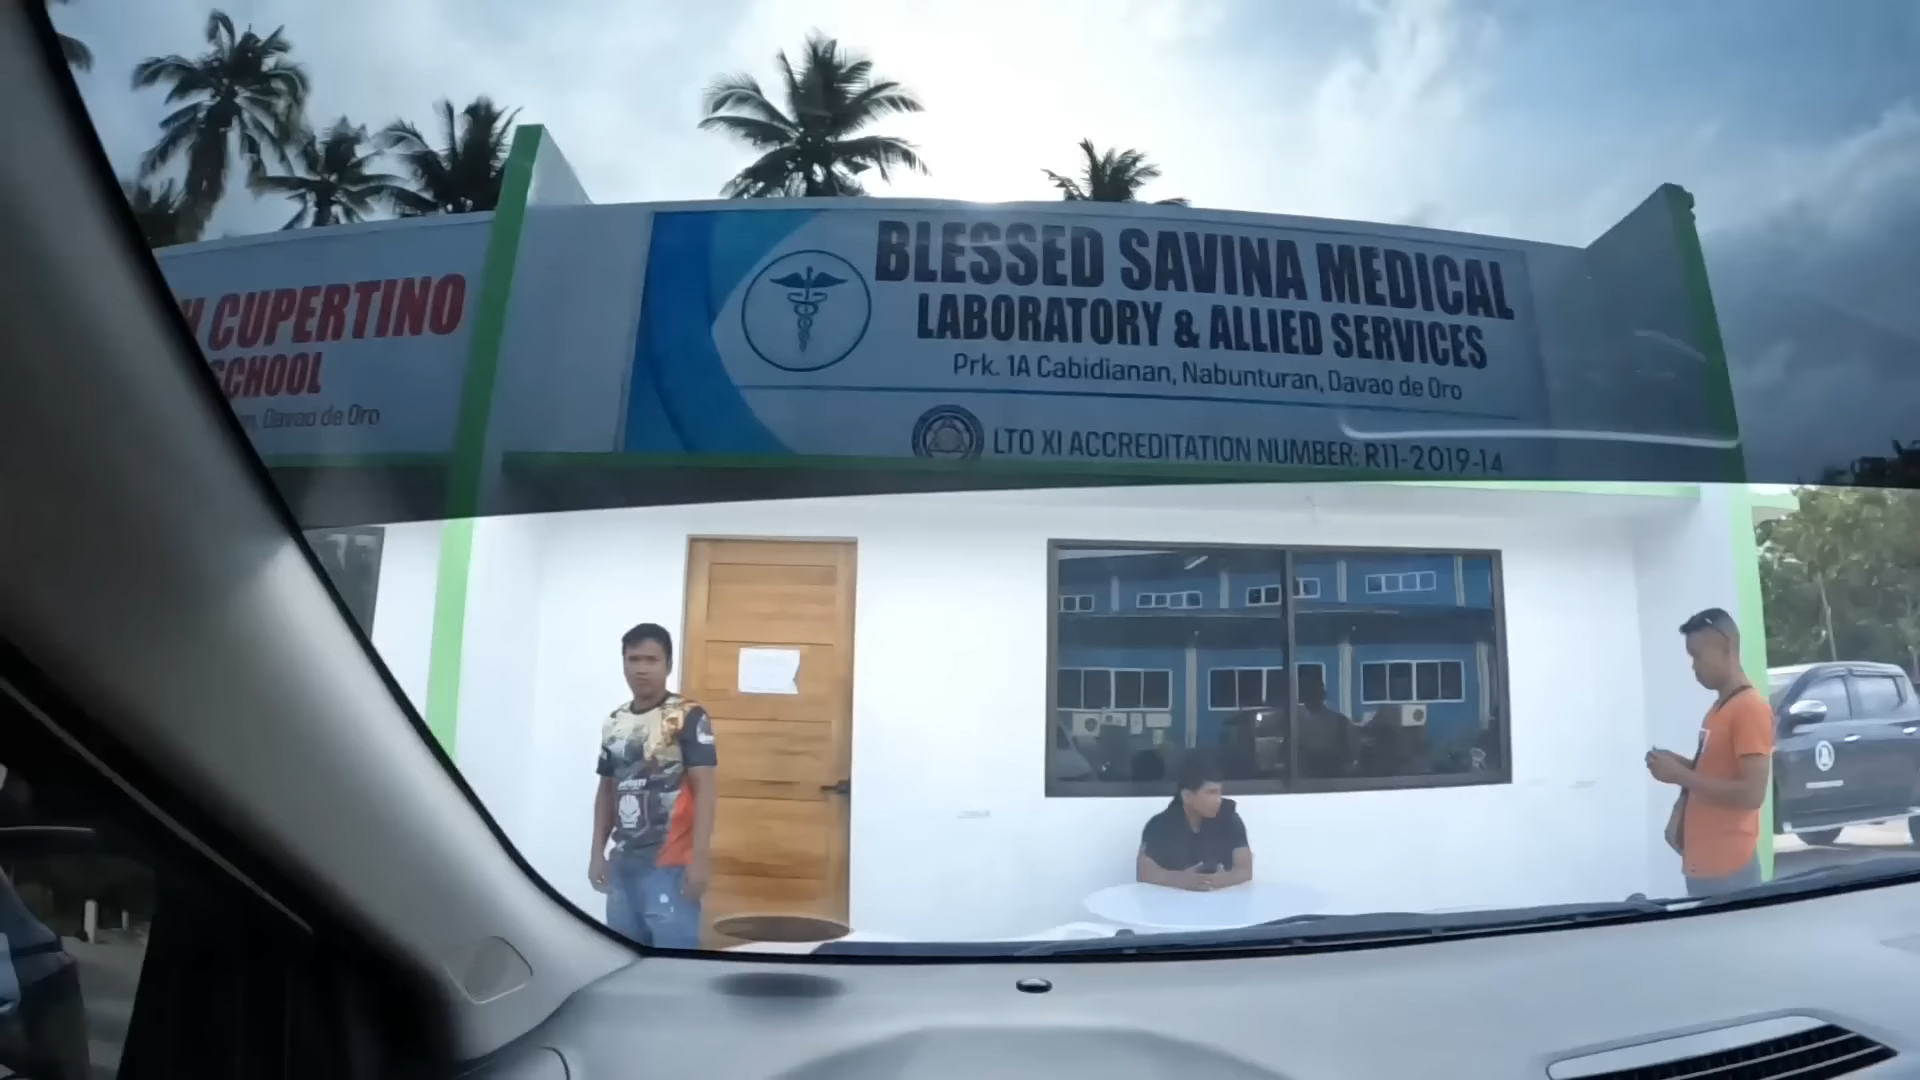 CUPERTINO
SCHOOL
Davao de Oro
BLESSED SAVINA MEDICAL
LABORATORY & ALLIED SERVICES
Prk. 1A Cabidianan, Nabunturan, Davao de Oro
LTO XI ACCREDITATION NUMBER: R11-2019-14